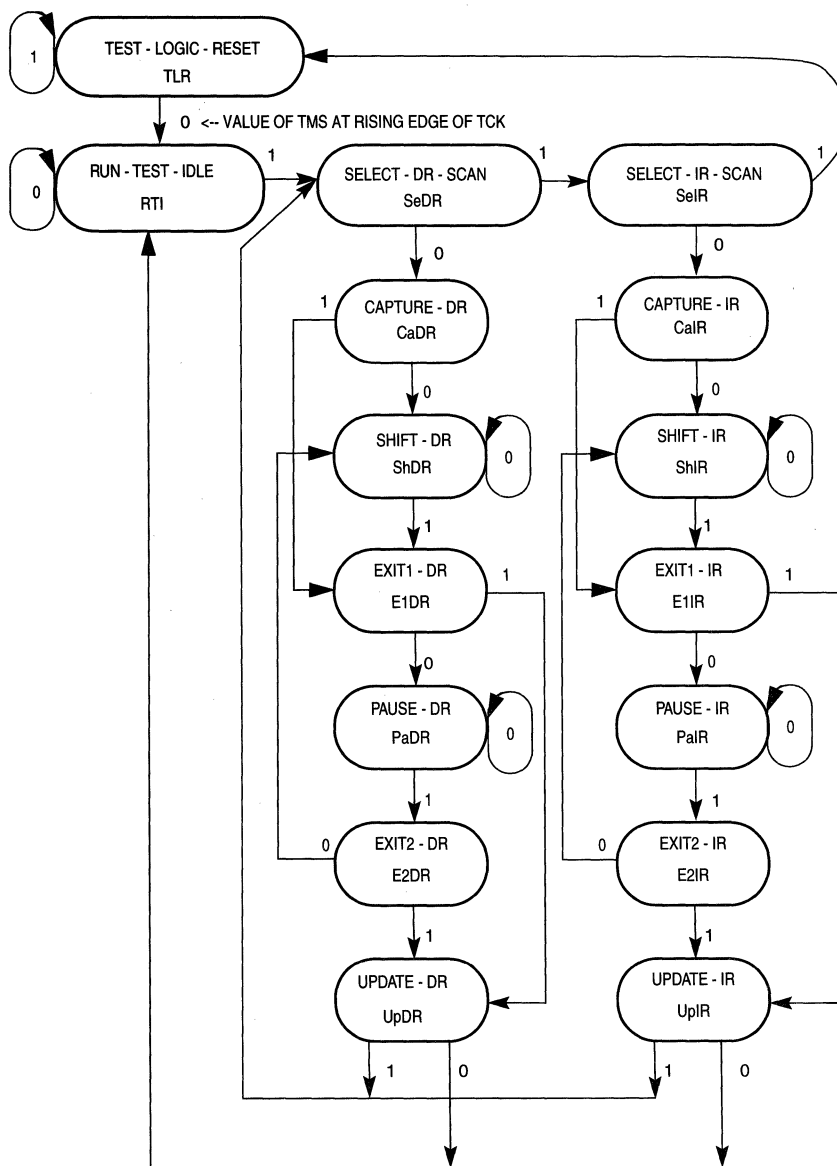 TEST - LOGIC - RESET
TLR
1
0 <-- VALUE OF TMS AT RISING EDGE OF TCK
RUN - TEST - IDLE
RTI
0
1
SELECT - DR - SCAN
SeDR
1
SELECT - IR - SCAN
SeIR
1
0
0
1
CAPTURE - DR
CaDR
1
CAPTURE - IR
CaIR
0
0
SHIFT - DR
ShDR
0
SHIFT - IR
ShIR
0
1
1
EXIT1 - DR
E1DR
1
EXIT1 - IR
E1IR
1
0
0
PAUSE - DR
PaDR
0
PAUSE - IR
PaIR
0
1
1
0
EXIT2 - DR
E2DR
0
EXIT2 - IR
E2IR
1
1
UPDATE - DR
UpDR
UPDATE - IR
UpIR
1
0
1
0